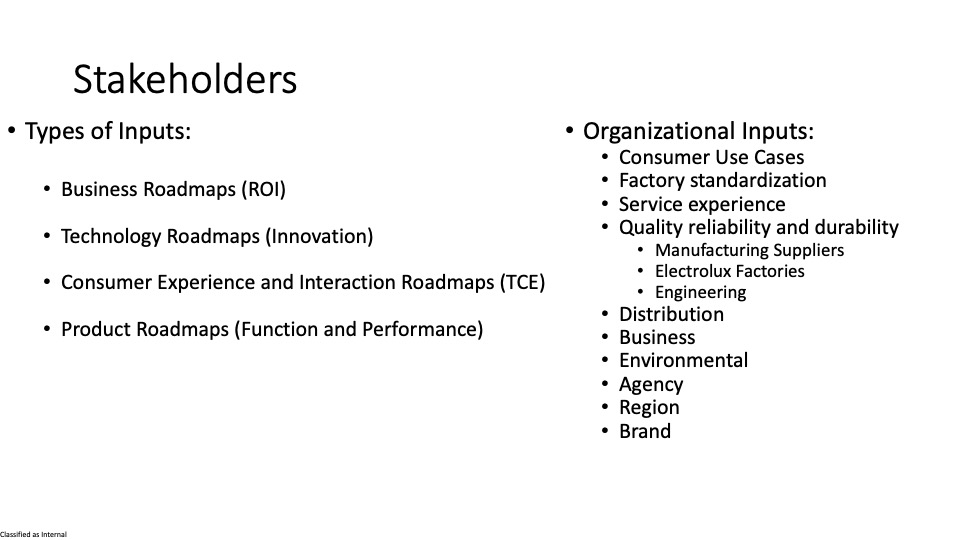 Stakeholders
• Types of Inputs:
• Business Roadmaps (ROI)
• Technology Roadmaps (Innovation)
• Consumer Experience and Interaction Roadmaps (TCE)
• Product Roadmaps (Function and Performance)
• Organizational Inputs:
• Consumer Use Cases
• Factory standardization
• Service experience
• Quality reliability and durability
• Manufacturing Suppliers
• Electrolux Factories
• Engineering
• Distribution
• Business
• Environmental
• Agency
• Region
• Brand
Classified as Internal